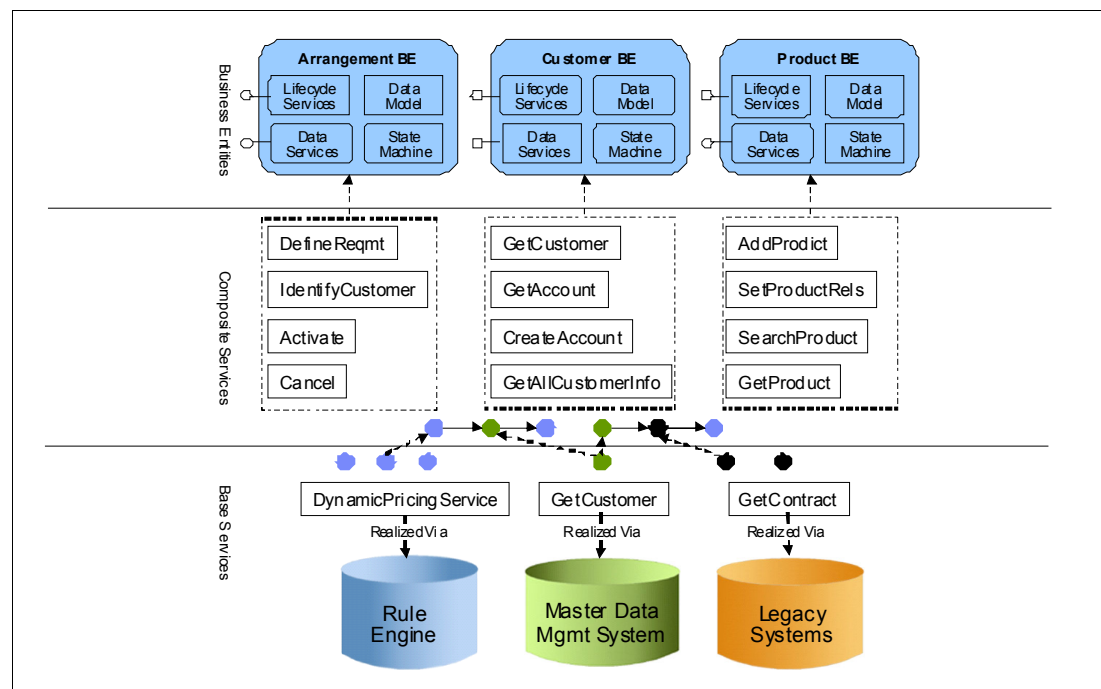 Business Entities
Arrangement BE
Lifecycle
Services
Data
Model
Data
Services
State
Machine
Customer BE
Lifecycle
Services
Data
Model
Data
Services
State
Machine
Product BE
Lifecycle
Services
Data
Model
Data
Services
State
Machine
Composite Services
DefineReqmt
IdentifyCustomer
Activate
Cancel
GetCustomer
GetAccount
CreateAccount
GetAllCustomerInfo
AddProdict
SetProductRels
SearchProduct
GetProduct
Base Services
DynamicPricingService
GetCustomer
GetContract
Realized Via
Realized Via
Realized Via
Rule
Engine
Master Data
Mgmt System
Legacy
Systems